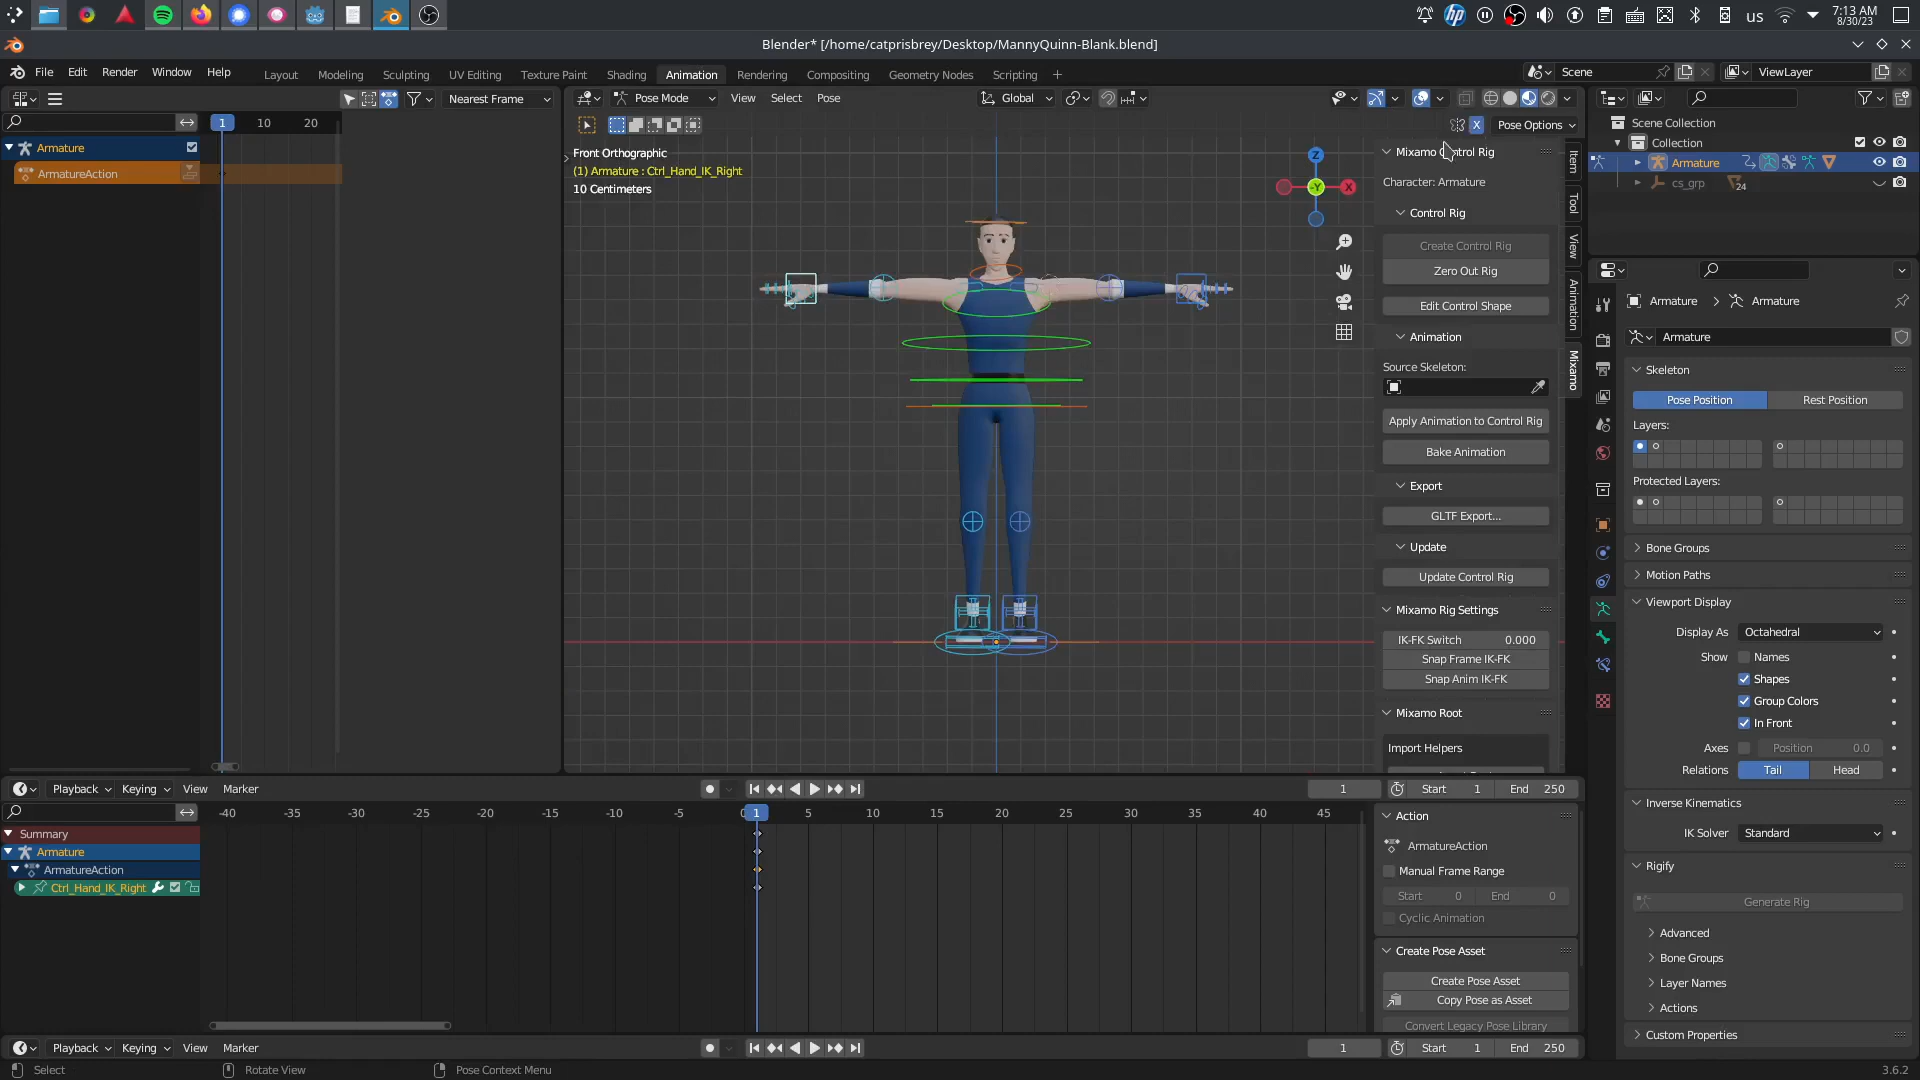 us
7:13 AM
8/30/23
Blender* [/home/catprisbrey/Desktop/MannyQuinn-Blank.blend]
File Edit Render Window Help
Layout Modeling Sculpting UV Editing Texture Paint Shading Animation Rendering Compositing Geometry Nodes Scripting +
Scene
ViewLayer
Nearest Frame
Pose Mode View Select Pose
Global
1 10 20
X Pose Options
Armature
ArmatureAction
Front Orthographic
(1) Armature : Ctrl_Hand_IK_Right
10 Centimeters
Z
-Y
X
Mixamo Control Rig
Character: Armature
Control Rig
Create Control Rig
Zero Out Rig
Edit Control Shape
Animation
Source Skeleton:
Apply Animation to Control Rig
Bake Animation
Export
GLTF Export...
Update
Update Control Rig
Mixamo Rig Settings
IK-FK Switch 0.000
Snap Frame IK-FK
Snap Anim IK-FK
Mixamo Root
Import Helpers
Item
Tool
View
Animation
Mixamo
Scene Collection
Collection
Armature
cs_grp 24
Armature > Armature
Armature
Skeleton
Pose Position Rest Position
Layers:
Protected Layers:
Bone Groups
Motion Paths
Viewport Display
Display As Octahedral
Show Names
Shapes
Group Colors
In Front
Axes Position 0.0
Relations Tail Head
Inverse Kinematics
IK Solver Standard
Rigify
Generate Rig
Advanced
Bone Groups
Layer Names
Actions
Custom Properties
Playback Keying View Marker
1 Start 1 End 250
-40 -35 -30 -25 -20 -15 -10 -5 0 1 5 10 15 20 25 30 35 40 45
Summary
Armature
ArmatureAction
Ctrl_Hand_IK_Right
Action
ArmatureAction
Manual Frame Range
Start 0 End 0
Cyclic Animation
Create Pose Asset
Create Pose Asset
Copy Pose as Asset
Convert Legacy Pose Library
Playback Keying View Marker
1 Start 1 End 250
Select Rotate View Pose Context Menu
3.6.2